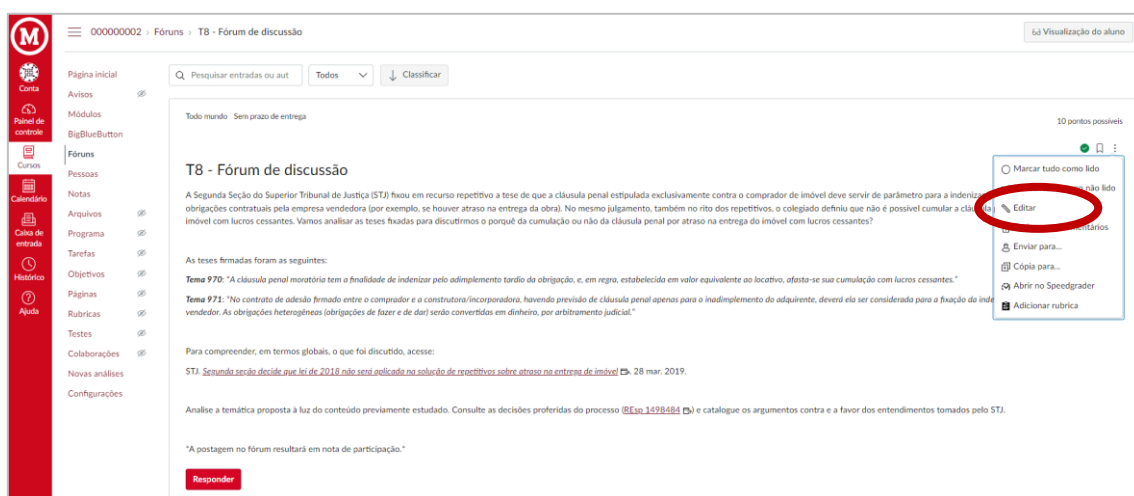 M
000000002 > Fóruns > T8 - Fórum de discussão
Visualização do aluno
Conta
Painel de
controle
Cursos
Calendário
Caixa de
entrada
Histórico
Ajuda
Página inicial
Avisos
Módulos
BigBlueButton
Fóruns
Pessoas
Notas
Arquivos
Programa
Tarefas
Objetivos
Páginas
Rubricas
Testes
Colaborações
Novas análises
Configurações
Pesquisar entradas ou aut
Todos
Classificar
Todo mundo Sem prazo de entrega
10 pontos possíveis
T8 - Fórum de discussão
A Segunda Seção do Superior Tribunal de Justiça (STJ) fixou em recurso repetitivo a tese de que a cláusula penal estipulada exclusivamente contra o comprador de imóvel deve servir de parâmetro para a indeniza
obrigações contratuais pela empresa vendedora (por exemplo, se houver atraso na entrega da obra). No mesmo julgamento, também no rito dos repetitivos, o colegiado definiu que não é possível cumular a cláusula
imóvel com lucros cessantes. Vamos analisar as teses fixadas para discutirmos o porquê da cumulação ou não da cláusula penal por atraso na entrega do imóvel com lucros cessantes?
As teses firmadas foram as seguintes:
Tema 970: "A cláusula penal moratória tem a finalidade de indenizar pelo adimplemento tardio da obrigação, e, em regra, estabelecida em valor equivalente ao locativo, afasta-se sua cumulação com lucros cessantes."
Tema 971: "No contrato de adesão firmado entre o comprador e a construtora/incorporadora, havendo previsão de cláusula penal apenas para o inadimplemento do adquirente, deverá ela ser considerada para a fixação da inde
vendedor. As obrigações heterogêneas (obrigações de fazer e de dar) serão convertidas em dinheiro, por arbitramento judicial."
Para compreender, em termos globais, o que foi discutido, acesse:
STJ. Segunda seção decide que lei de 2018 não será aplicada na solução de repetitivos sobre atraso na entrega de imóvel. 28 mar. 2019.
Analise a temática proposta à luz do conteúdo previamente estudado. Consulte as decisões proferidas do processo (REsp 1498484) e catalogue os argumentos contra e a favor dos entendimentos tomados pelo STJ.
"A postagem no fórum resultará em nota de participação."
Responder
Marcar tudo como lido
não lido
Editar
Enviar para...
Cópia para...
Abrir no Speedgrader
Adicionar rubrica